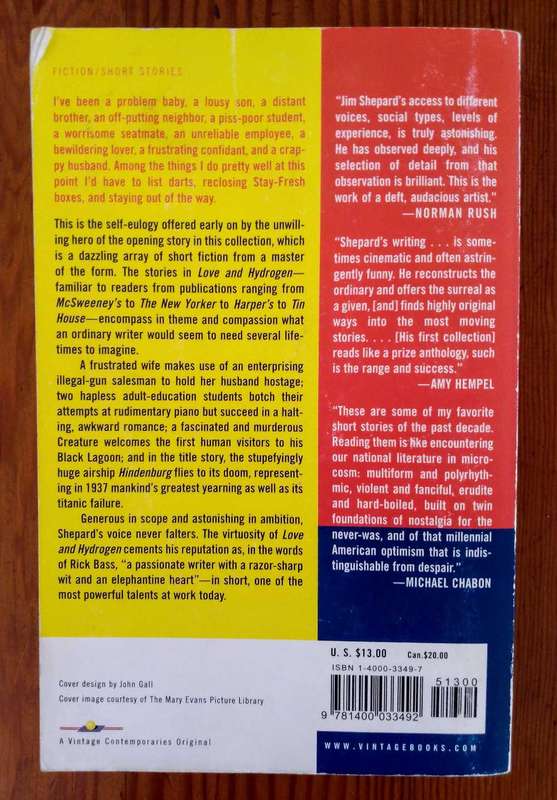 FICTION/SHORT STORIES
I've been a problem baby, a lousy son, a distant
brother, an off-putting neighbor, a piss-poor student,
a worrisome seatmate, an unreliable employee, a
bewildering lover, a frustrating confidant, and a crap-
py husband. Among the things I do pretty well at this
point I'd have to list darts, reclosing Stay-Fresh
boxes, and staying out of the way.
This is the self-eulogy offered early on by the unwill-
ing hero of the opening story in this collection, which
is a dazzling array of short fiction from a master
of the form. The stories in Love and Hydrogen—
familiar to readers from publications ranging from
McSweeney's to The New Yorker to Harper's to Tin
House—encompass in theme and compassion what
an ordinary writer would seem to need several life-
times to imagine.
A frustrated wife makes use of an enterprising
illegal-gun salesman to hold her husband hostage;
two hapless adult-education students botch their
attempts at rudimentary piano but succeed in a halt-
ing, awkward romance; a fascinated and murderous
Creature welcomes the first human visitors to his
Black Lagoon; and in the title story, the stupefyingly
huge airship Hindenburg flies to its doom, represent-
ing in 1937 mankind's greatest yearning as well as its
titanic failure.
Generous in scope and astonishing in ambition,
Shepard's voice never falters. The virtuosity of Love
and Hydrogen cements his reputation as, in the words
of Rick Bass, "a passionate writer with a razor-sharp
wit and an elephantine heart"—in short, one of the
most powerful talents at work today.
"Jim Shepard's access to different
voices, social types, levels of
experience, is truly astonishing.
He has observed deeply, and his
selection of detail from that
observation is brilliant. This is the
work of a deft, audacious artist."
—NORMAN RUSH
"Shepard's writing . . . is some-
times cinematic and often astrin-
gently funny. He reconstructs the
ordinary and offers the surreal as
a given, [and] finds highly original
ways into the most moving
stories. . . . [His first collection]
reads like a prize anthology, such
is the range and success."
—AMY HEMPEL
"These are some of my favorite
short stories of the past decade.
Reading them is like encountering
our national literature in micro-
cosm: multiform and polyrhyth-
mic, violent and fanciful, erudite
and hard-boiled, built on twin
foundations of nostalgia for the
never-was, and of that millennial
American optimism that is indis-
tinguishable from despair."
—MICHAEL CHABON
Cover design by John Gall
Cover image courtesy of The Mary Evans Picture Library
A Vintage Contemporaries Original
U. S. $13.00 Can.$20.00
ISBN 1-4000-3349-7
51300
9 781400 033492
WWW.VINTAGEBOOKS.COM